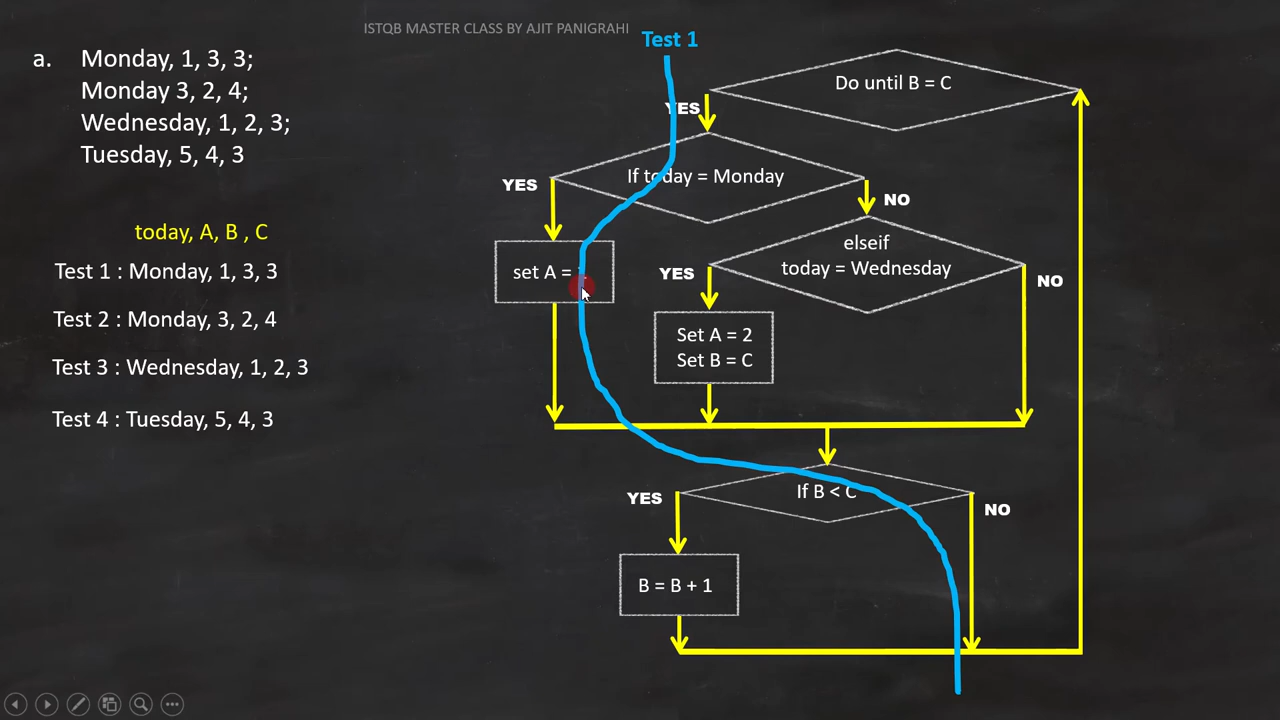 ISTQB MASTER CLASS BY AJIT PANIGRAHI
a. Monday, 1, 3, 3;
Monday 3, 2, 4;
Wednesday, 1, 2, 3;
Tuesday, 5, 4, 3
today, A, B , C
Test 1 : Monday, 1, 3, 3
Test 2 : Monday, 3, 2, 4
Test 3 : Wednesday, 1, 2, 3
Test 4 : Tuesday, 5, 4, 3
Test 1
Do until B = C
YES
If today = Monday
YES
NO
set A =
elseif
today = Wednesday
YES
NO
Set A = 2
Set B = C
If B < C
YES
NO
B = B + 1